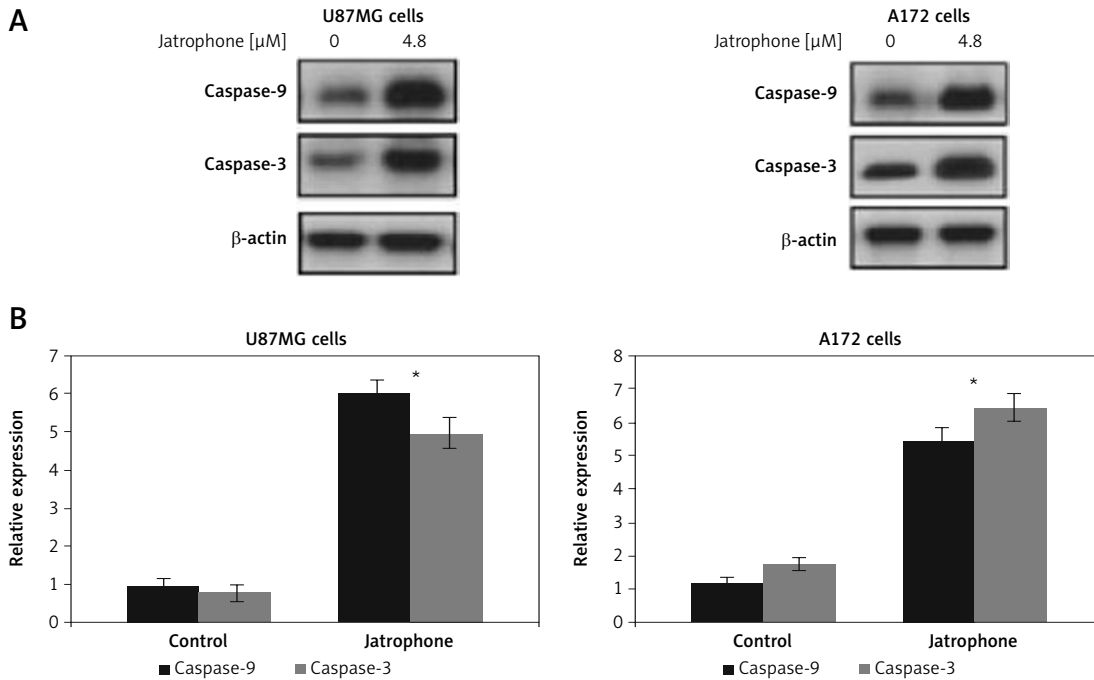 A
U87MG cells
Jatrophone [μM] 0 4.8
Caspase-9
Caspase-3
β-actin
A172 cells
Jatrophone [μM] 0 4.8
Caspase-9
Caspase-3
β-actin
B
U87MG cells
Relative expression
7
6
5
4
3
2
1
0
*
Control Jatrophone
Caspase-9 Caspase-3
A172 cells
Relative expression
8
7
6
5
4
3
2
1
0
*
Control Jatrophone
Caspase-9 Caspase-3